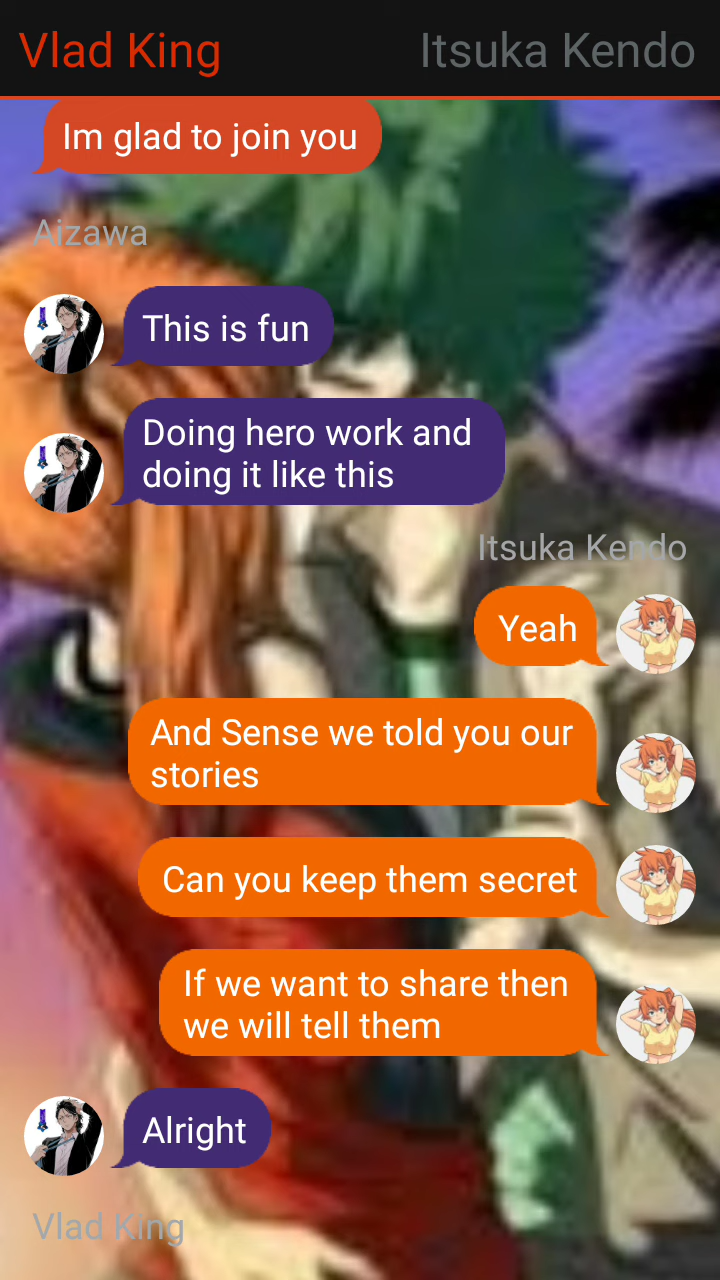 Vlad King
Itsuka Kendo
Im glad to join you
Aizawa
This is fun
Doing hero work and
doing it like this
Itsuka Kendo
Yeah
And Sense we told you our
stories
Can you keep them secret
If we want to share then
we will tell them
Alright
Vlad King